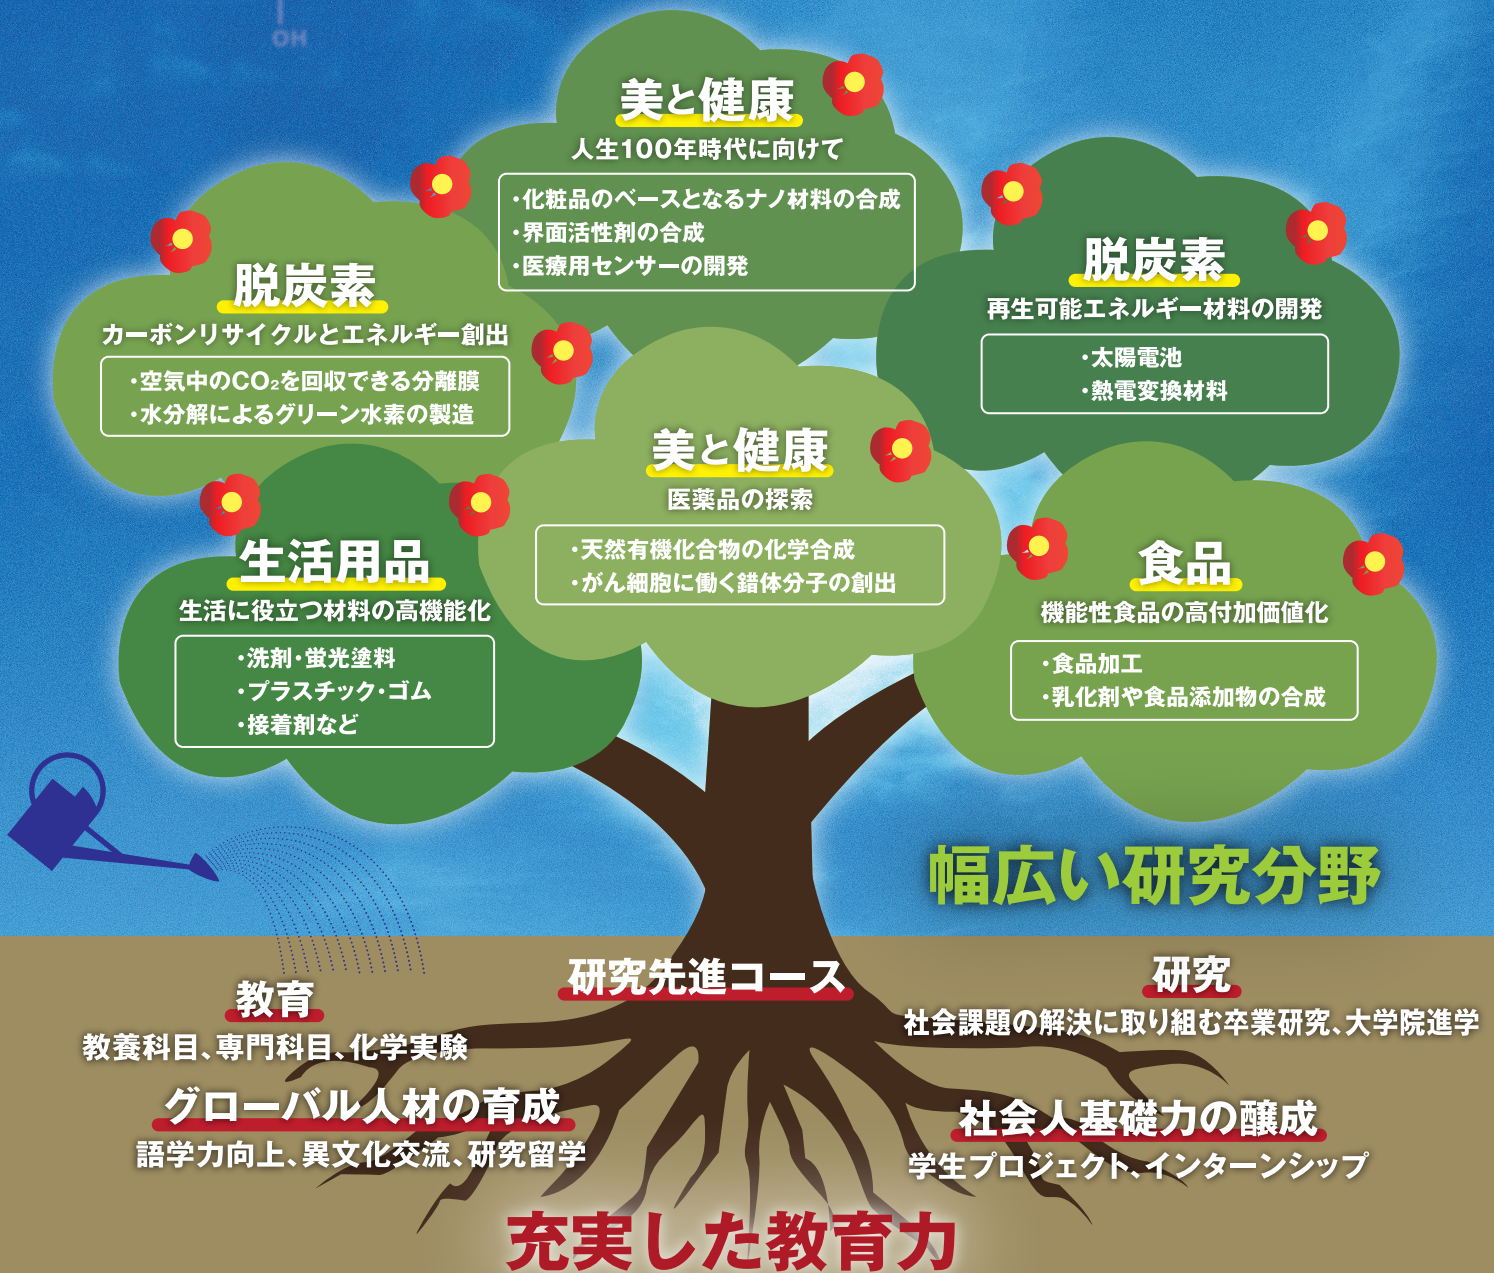 OH
美と健康
人生100年時代に向けて
・化粧品のベースとなるナノ材料の合成
・界面活性剤の合成
・医療用センサーの開発
脱炭素
カーボンリサイクルとエネルギー創出
・空気中のCO₂を回収できる分離膜
・水分解によるグリーン水素の製造
脱炭素
再生可能エネルギー材料の開発
・太陽電池
・熱電変換材料
美と健康
医薬品の探索
・天然有機化合物の化学合成
・がん細胞に働く錯体分子の創出
生活用品
生活に役立つ材料の高機能化
・洗剤・蛍光塗料
・プラスチック・ゴム
・接着剤など
食品
機能性食品の高付加価値化
・食品加工
・乳化剤や食品添加物の合成
幅広い研究分野
研究先進コース
教育
教養科目、専門科目、化学実験
グローバル人材の育成
語学力向上、異文化交流、研究留学
研究
社会課題の解決に取り組む卒業研究、大学院進学
社会人基礎力の醸成
学生プロジェクト、インターンシップ
充実した教育力